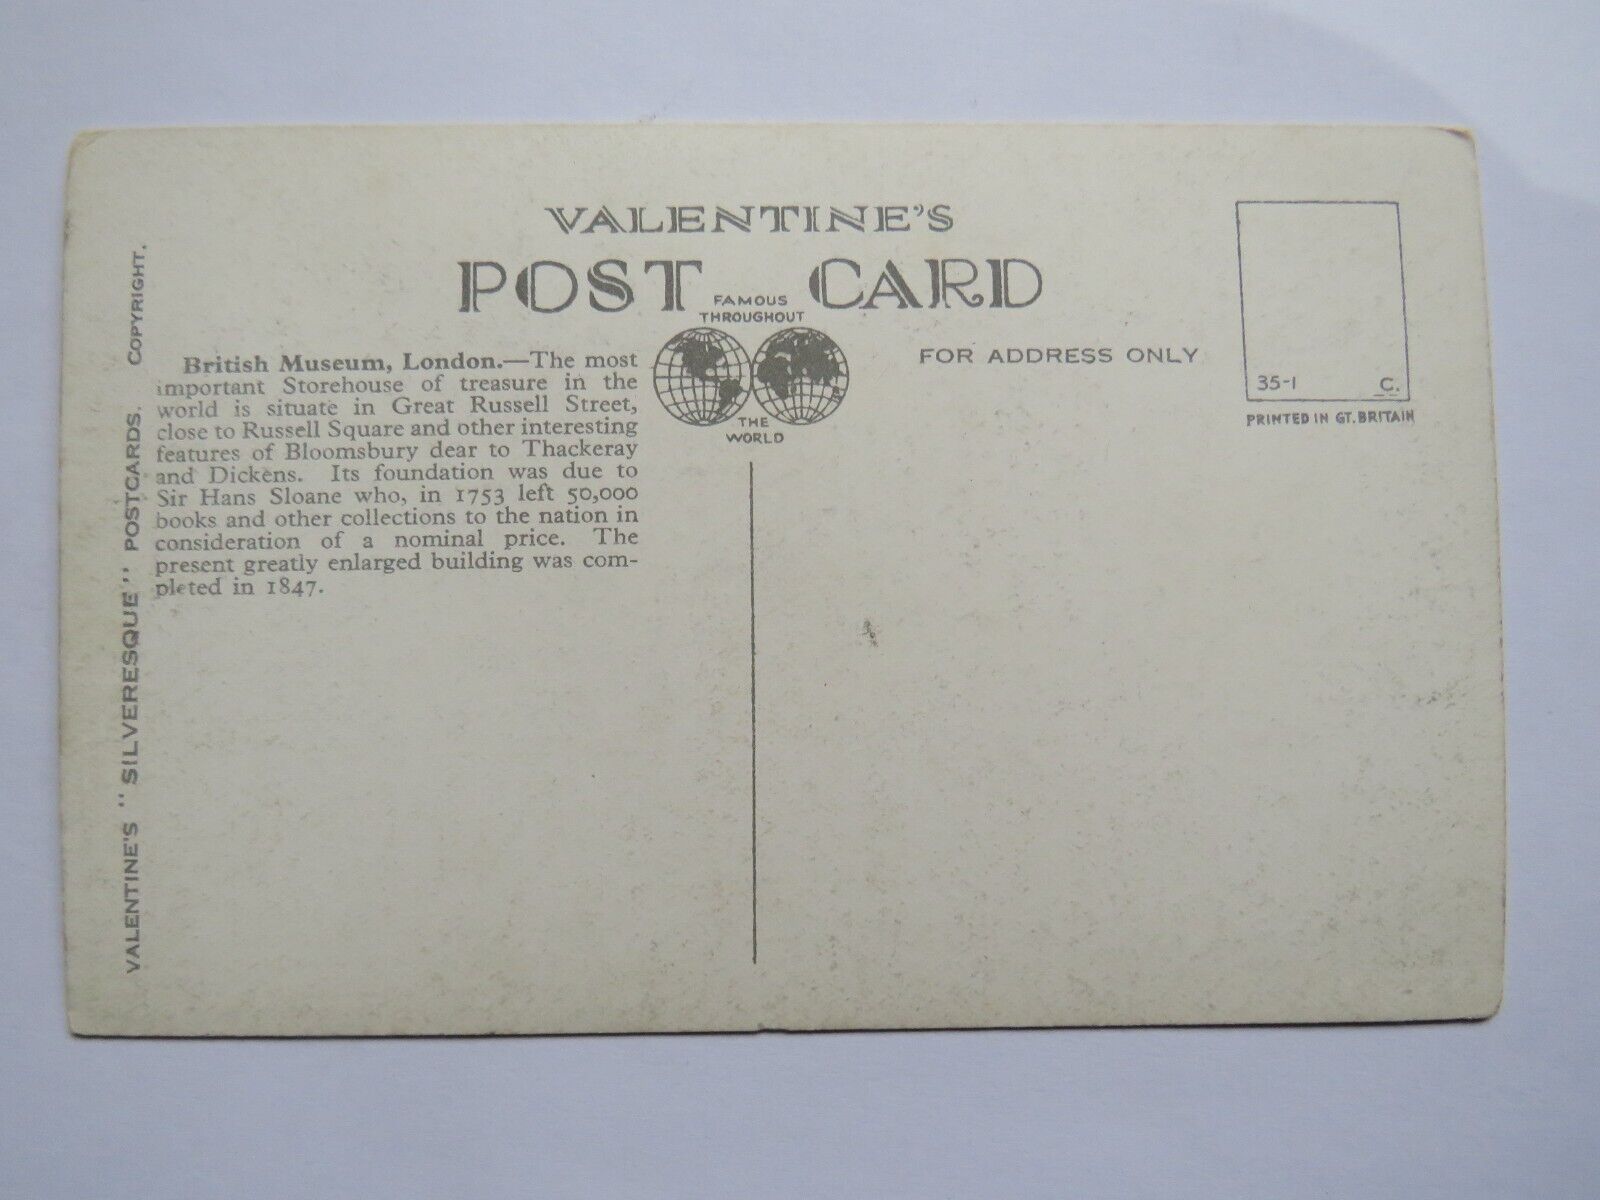 VALENTINE'S
POST CARD
FAMOUS
THROUGHOUT
THE
WORLD
FOR ADDRESS ONLY
35-1 C.
PRINTED IN GT. BRITAIN
British Museum, London.—The most
important Storehouse of treasure in the
world is situate in Great Russell Street,
close to Russell Square and other interesting
features of Bloomsbury dear to Thackeray
and Dickens. Its foundation was due to
Sir Hans Sloane who, in 1753 left 50,000
books and other collections to the nation in
consideration of a nominal price. The
present greatly enlarged building was com-
pleted in 1847.
VALENTINE'S "SILVERESQUE" POSTCARDS. COPYRIGHT.